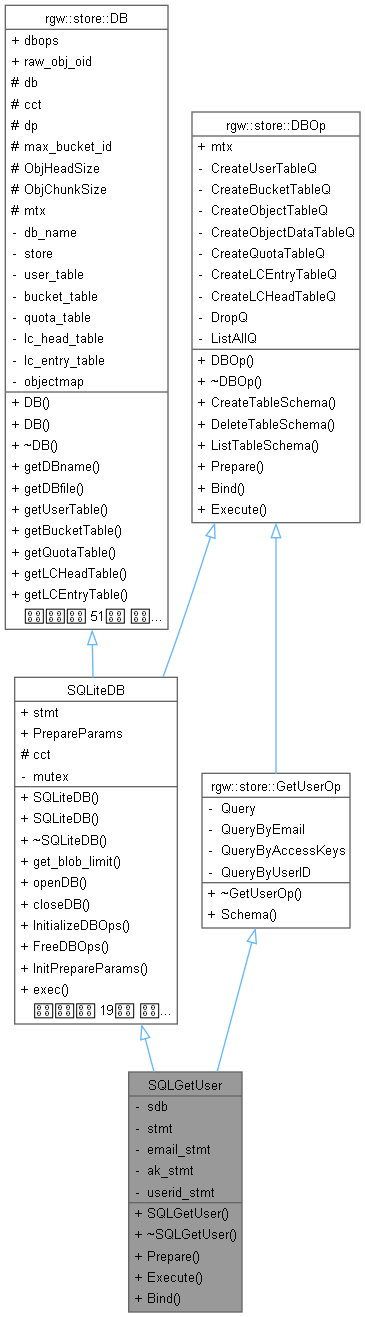 rgw::store::DB
+ dbops
+ raw_obj_oid
# db
# cct
# dp
# max_bucket_id
# ObjHeadSize
# ObjChunkSize
# mtx
- db_name
- store
- user_table
- bucket_table
- quota_table
- lc_head_table
- lc_entry_table
- objectmap
+ DB()
+ DB()
+ ~DB()
+ getDBname()
+ getDBfile()
+ getUserTable()
+ getBucketTable()
+ getQuotaTable()
+ getLCHeadTable()
+ getLCEntryTable()
51 ...
rgw::store::DBOp
+ mtx
- CreateUserTableQ
- CreateBucketTableQ
- CreateObjectTableQ
- CreateObjectDataTableQ
- CreateQuotaTableQ
- CreateLCEntryTableQ
- CreateLCHeadTableQ
- DropQ
- ListAllQ
+ DBOp()
+ ~DBOp()
+ CreateTableSchema()
+ DeleteTableSchema()
+ ListTableSchema()
+ Prepare()
+ Bind()
+ Execute()
SQLiteDB
+ stmt
+ PrepareParams
# cct
- mutex
+ SQLiteDB()
+ SQLiteDB()
+ ~SQLiteDB()
+ get_blob_limit()
+ openDB()
+ closeDB()
+ InitializeDBOps()
+ FreeDBOps()
+ InitPrepareParams()
+ exec()
19 ...
rgw::store::GetUserOp
- Query
- QueryByEmail
- QueryByAccessKeys
- QueryByUserID
+ ~GetUserOp()
+ Schema()
SQLGetUser
- sdb
- stmt
- email_stmt
- ak_stmt
- userid_stmt
+ SQLGetUser()
+ ~SQLGetUser()
+ Prepare()
+ Execute()
+ Bind()